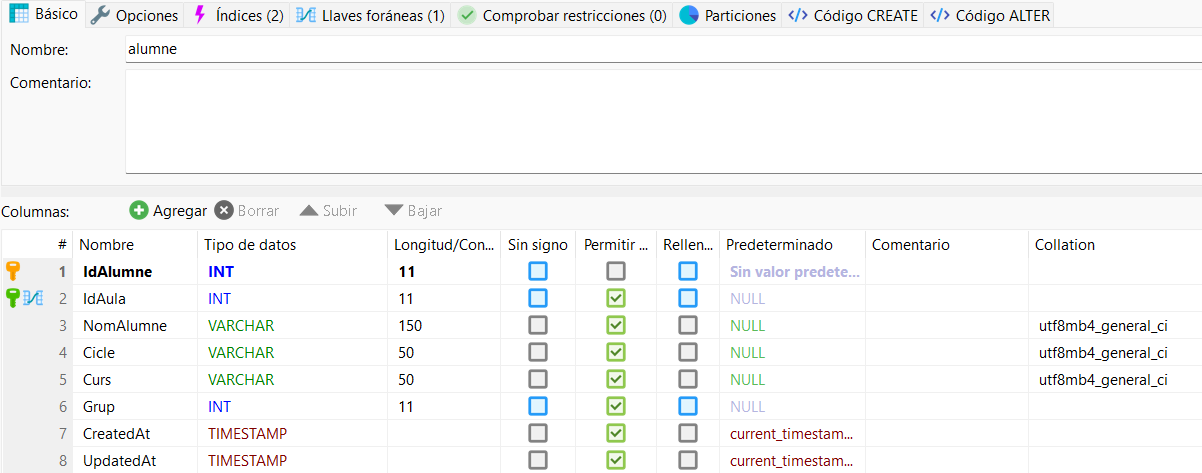 Básico Opciones Índices (2) Llaves foráneas (1) Comprobar restricciones (0) Particiones </> Código CREATE </> Código ALTER
Nombre: alumne
Comentario:
Columnas: Agregar Borrar Subir Bajar
# Nombre Tipo de datos Longitud/Con... Sin signo Permitir ... Rellen... Predeterminado Comentario Collation
1 IdAlumne INT 11 Sin valor predete...
2 IdAula INT 11 NULL
3 NomAlumne VARCHAR 150 NULL utf8mb4_general_ci
4 Cicle VARCHAR 50 NULL utf8mb4_general_ci
5 Curs VARCHAR 50 NULL utf8mb4_general_ci
6 Grup INT 11 NULL
7 CreatedAt TIMESTAMP current_timestam...
8 UpdatedAt TIMESTAMP current_timestam...